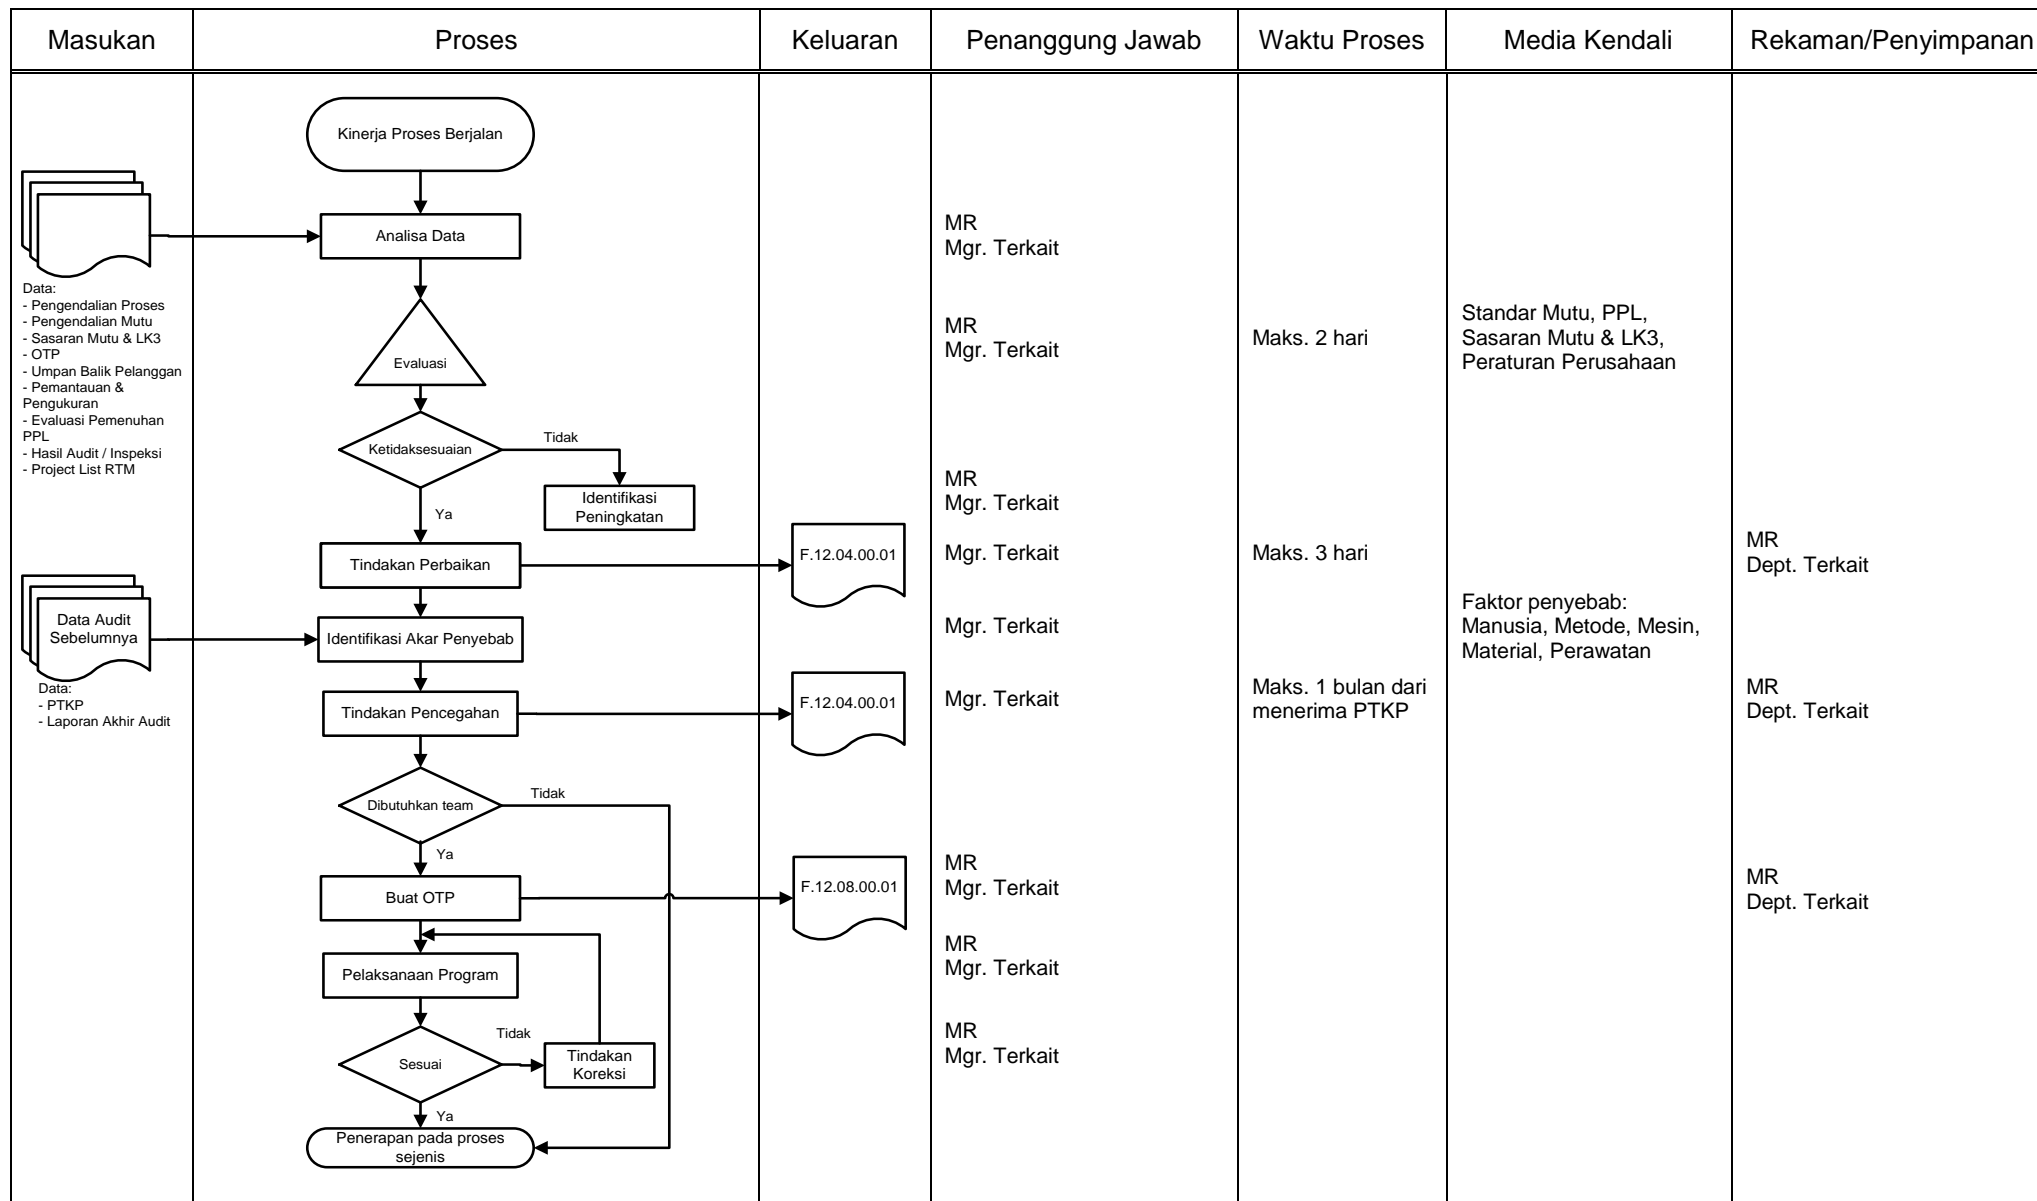 Masukan
Proses
Keluaran
Penanggung Jawab
Waktu Proses
Media Kendali
Rekaman/Penyimpanan
Data:
- Pengendalian Proses
- Pengendalian Mutu
- Sasaran Mutu & LK3
- OTP
- Umpan Balik Pelanggan
- Pemantauan &
Pengukuran
- Evaluasi Pemenuhan
PPL
- Hasil Audit / Inspeksi
- Project List RTM
Data Audit
Sebelumnya
Data:
- PTKP
- Laporan Akhir Audit
Kinerja Proses Berjalan
Analisa Data
Evaluasi
Ketidaksesuaian
Tidak
Identifikasi
Peningkatan
Ya
Tindakan Perbaikan
Identifikasi Akar Penyebab
Tindakan Pencegahan
Dibutuhkan team
Tidak
Ya
Buat OTP
Pelaksanaan Program
Sesuai
Tidak
Tindakan
Koreksi
Ya
Penerapan pada proses
sejenis
F.12.04.00.01
F.12.04.00.01
F.12.08.00.01
MR
Mgr. Terkait
MR
Mgr. Terkait
MR
Mgr. Terkait
Mgr. Terkait
Mgr. Terkait
Mgr. Terkait
MR
Mgr. Terkait
MR
Mgr. Terkait
MR
Mgr. Terkait
Maks. 2 hari
Maks. 3 hari
Maks. 1 bulan dari
menerima PTKP
Standar Mutu, PPL,
Sasaran Mutu & LK3,
Peraturan Perusahaan
Faktor penyebab:
Manusia, Metode, Mesin,
Material, Perawatan
MR
Dept. Terkait
MR
Dept. Terkait
MR
Dept. Terkait